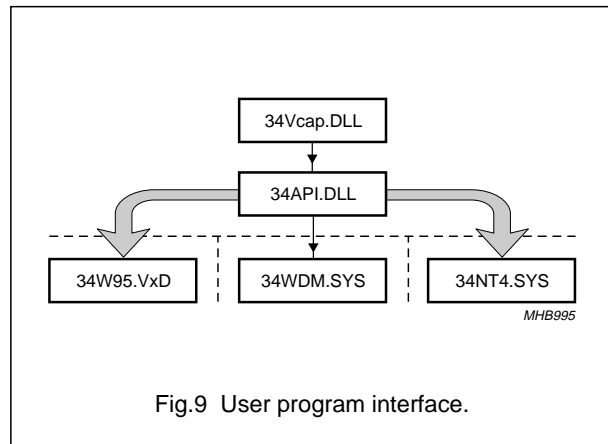 34Vcap.DLL
34API.DLL
34W95.VxD
34WDM.SYS
34NT4.SYS
MHB995
Fig.9 User program interface.